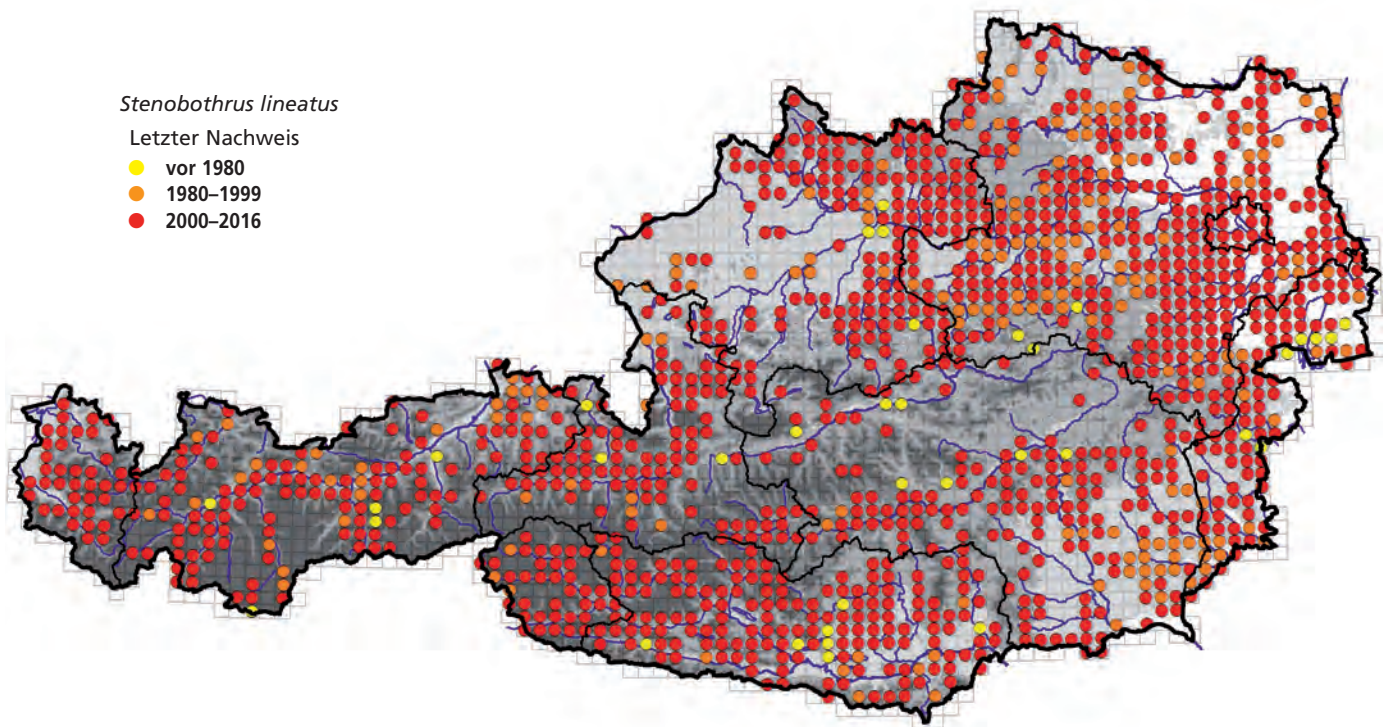 Stenobothrus lineatus
Letzter Nachweis
vor 1980
1980–1999
2000–2016